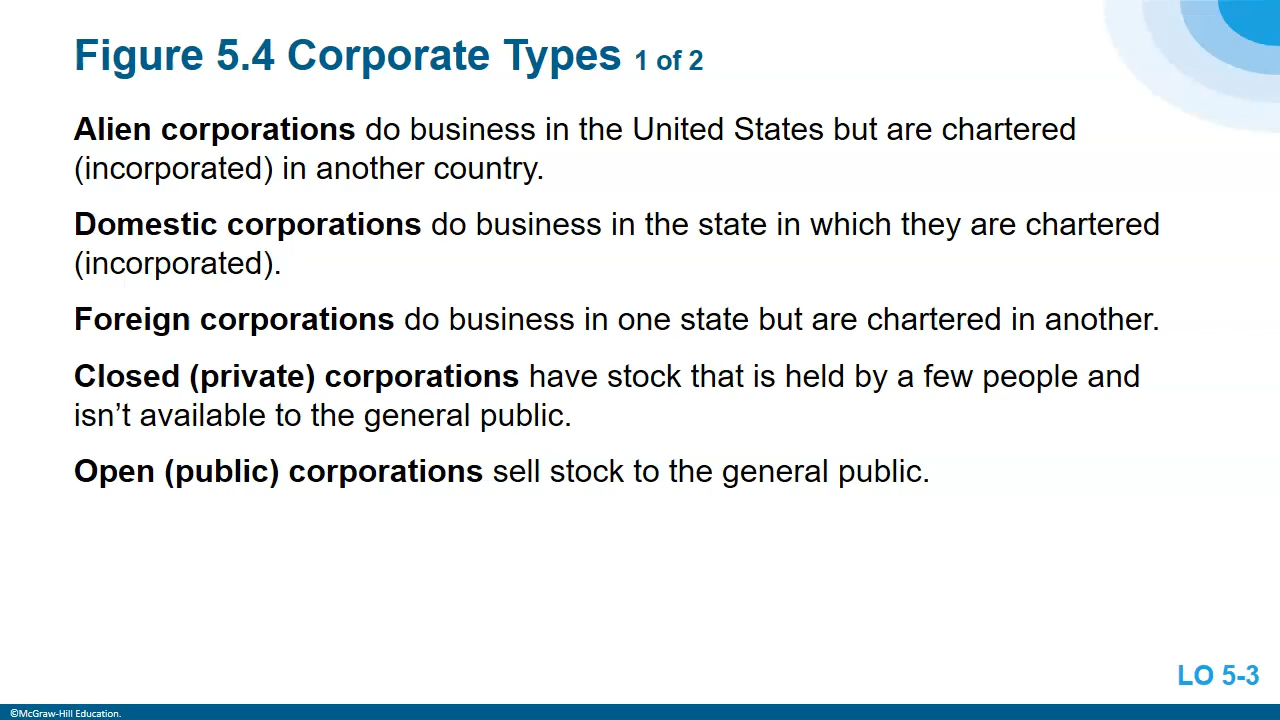 Figure 5.4 Corporate Types 1 of 2
Alien corporations do business in the United States but are chartered
(incorporated) in another country.
Domestic corporations do business in the state in which they are chartered
(incorporated).
Foreign corporations do business in one state but are chartered in another.
Closed (private) corporations have stock that is held by a few people and
isn’t available to the general public.
Open (public) corporations sell stock to the general public.
LO 5-3
©McGraw-Hill Education.